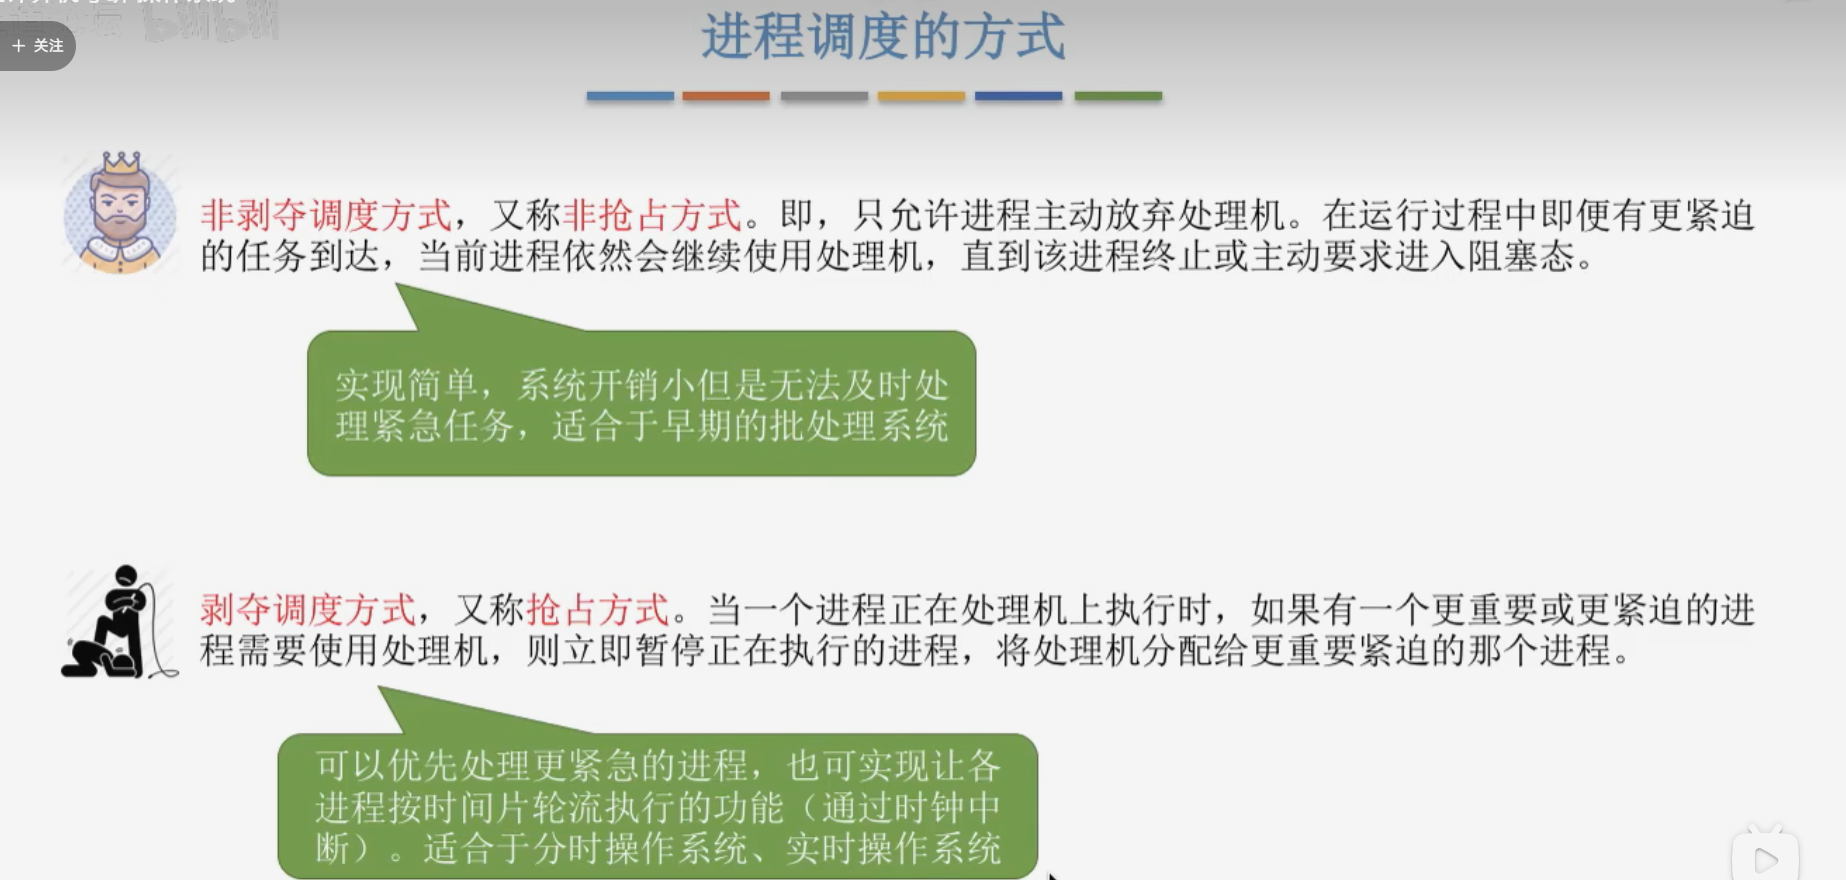 + 关注
bilibili
进程调度的方式
非剥夺调度方式，又称非抢占方式。即，只允许进程主动放弃处理机。在运行过程中即便有更紧迫
的任务到达，当前进程依然会继续使用处理机，直到该进程终止或主动要求进入阻塞态。
实现简单，系统开销小但是无法及时处
理紧急任务，适合于早期的批处理系统
剥夺调度方式，又称抢占方式。当一个进程正在处理机上执行时，如果有一个更重要或更紧迫的进
程需要使用处理机，则立即暂停正在执行的进程，将处理机分配给更重要紧迫的那个进程。
可以优先处理更紧急的进程，也可实现让各
进程按时间片轮流执行的功能（通过时钟中
断）。适合于分时操作系统、实时操作系统